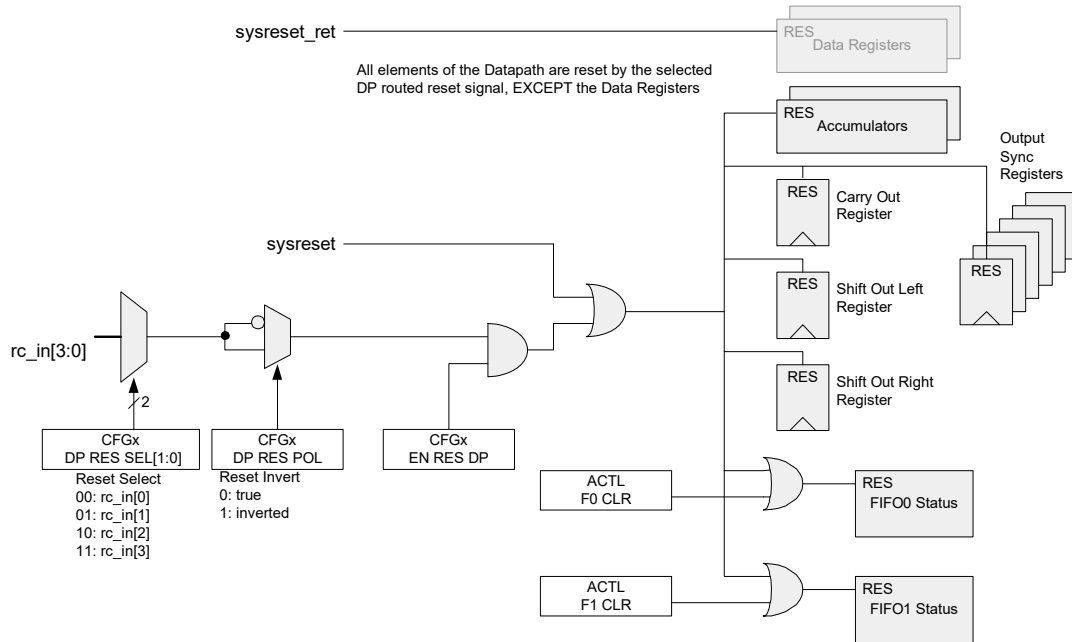 sysreset_ret
RES
Data Registers
All elements of the Datapath are reset by the selected
DP routed reset signal, EXCEPT the Data Registers
RES
Accumulators
Output
Sync
Registers
RES
Carry Out
Register
sysreset
RES
RES
Shift Out Left
Register
rc_in[3:0]
RES
Shift Out Right
Register
2
CFGx
DP RES SEL[1:0]
CFGx
DP RES POL
CFGx
EN RES DP
Reset Select
00: rc_in[0]
01: rc_in[1]
10: rc_in[2]
11: rc_in[3]
Reset Invert
0: true
1: inverted
ACTL
F0 CLR
RES
FIFO0 Status
ACTL
F1 CLR
RES
FIFO1 Status